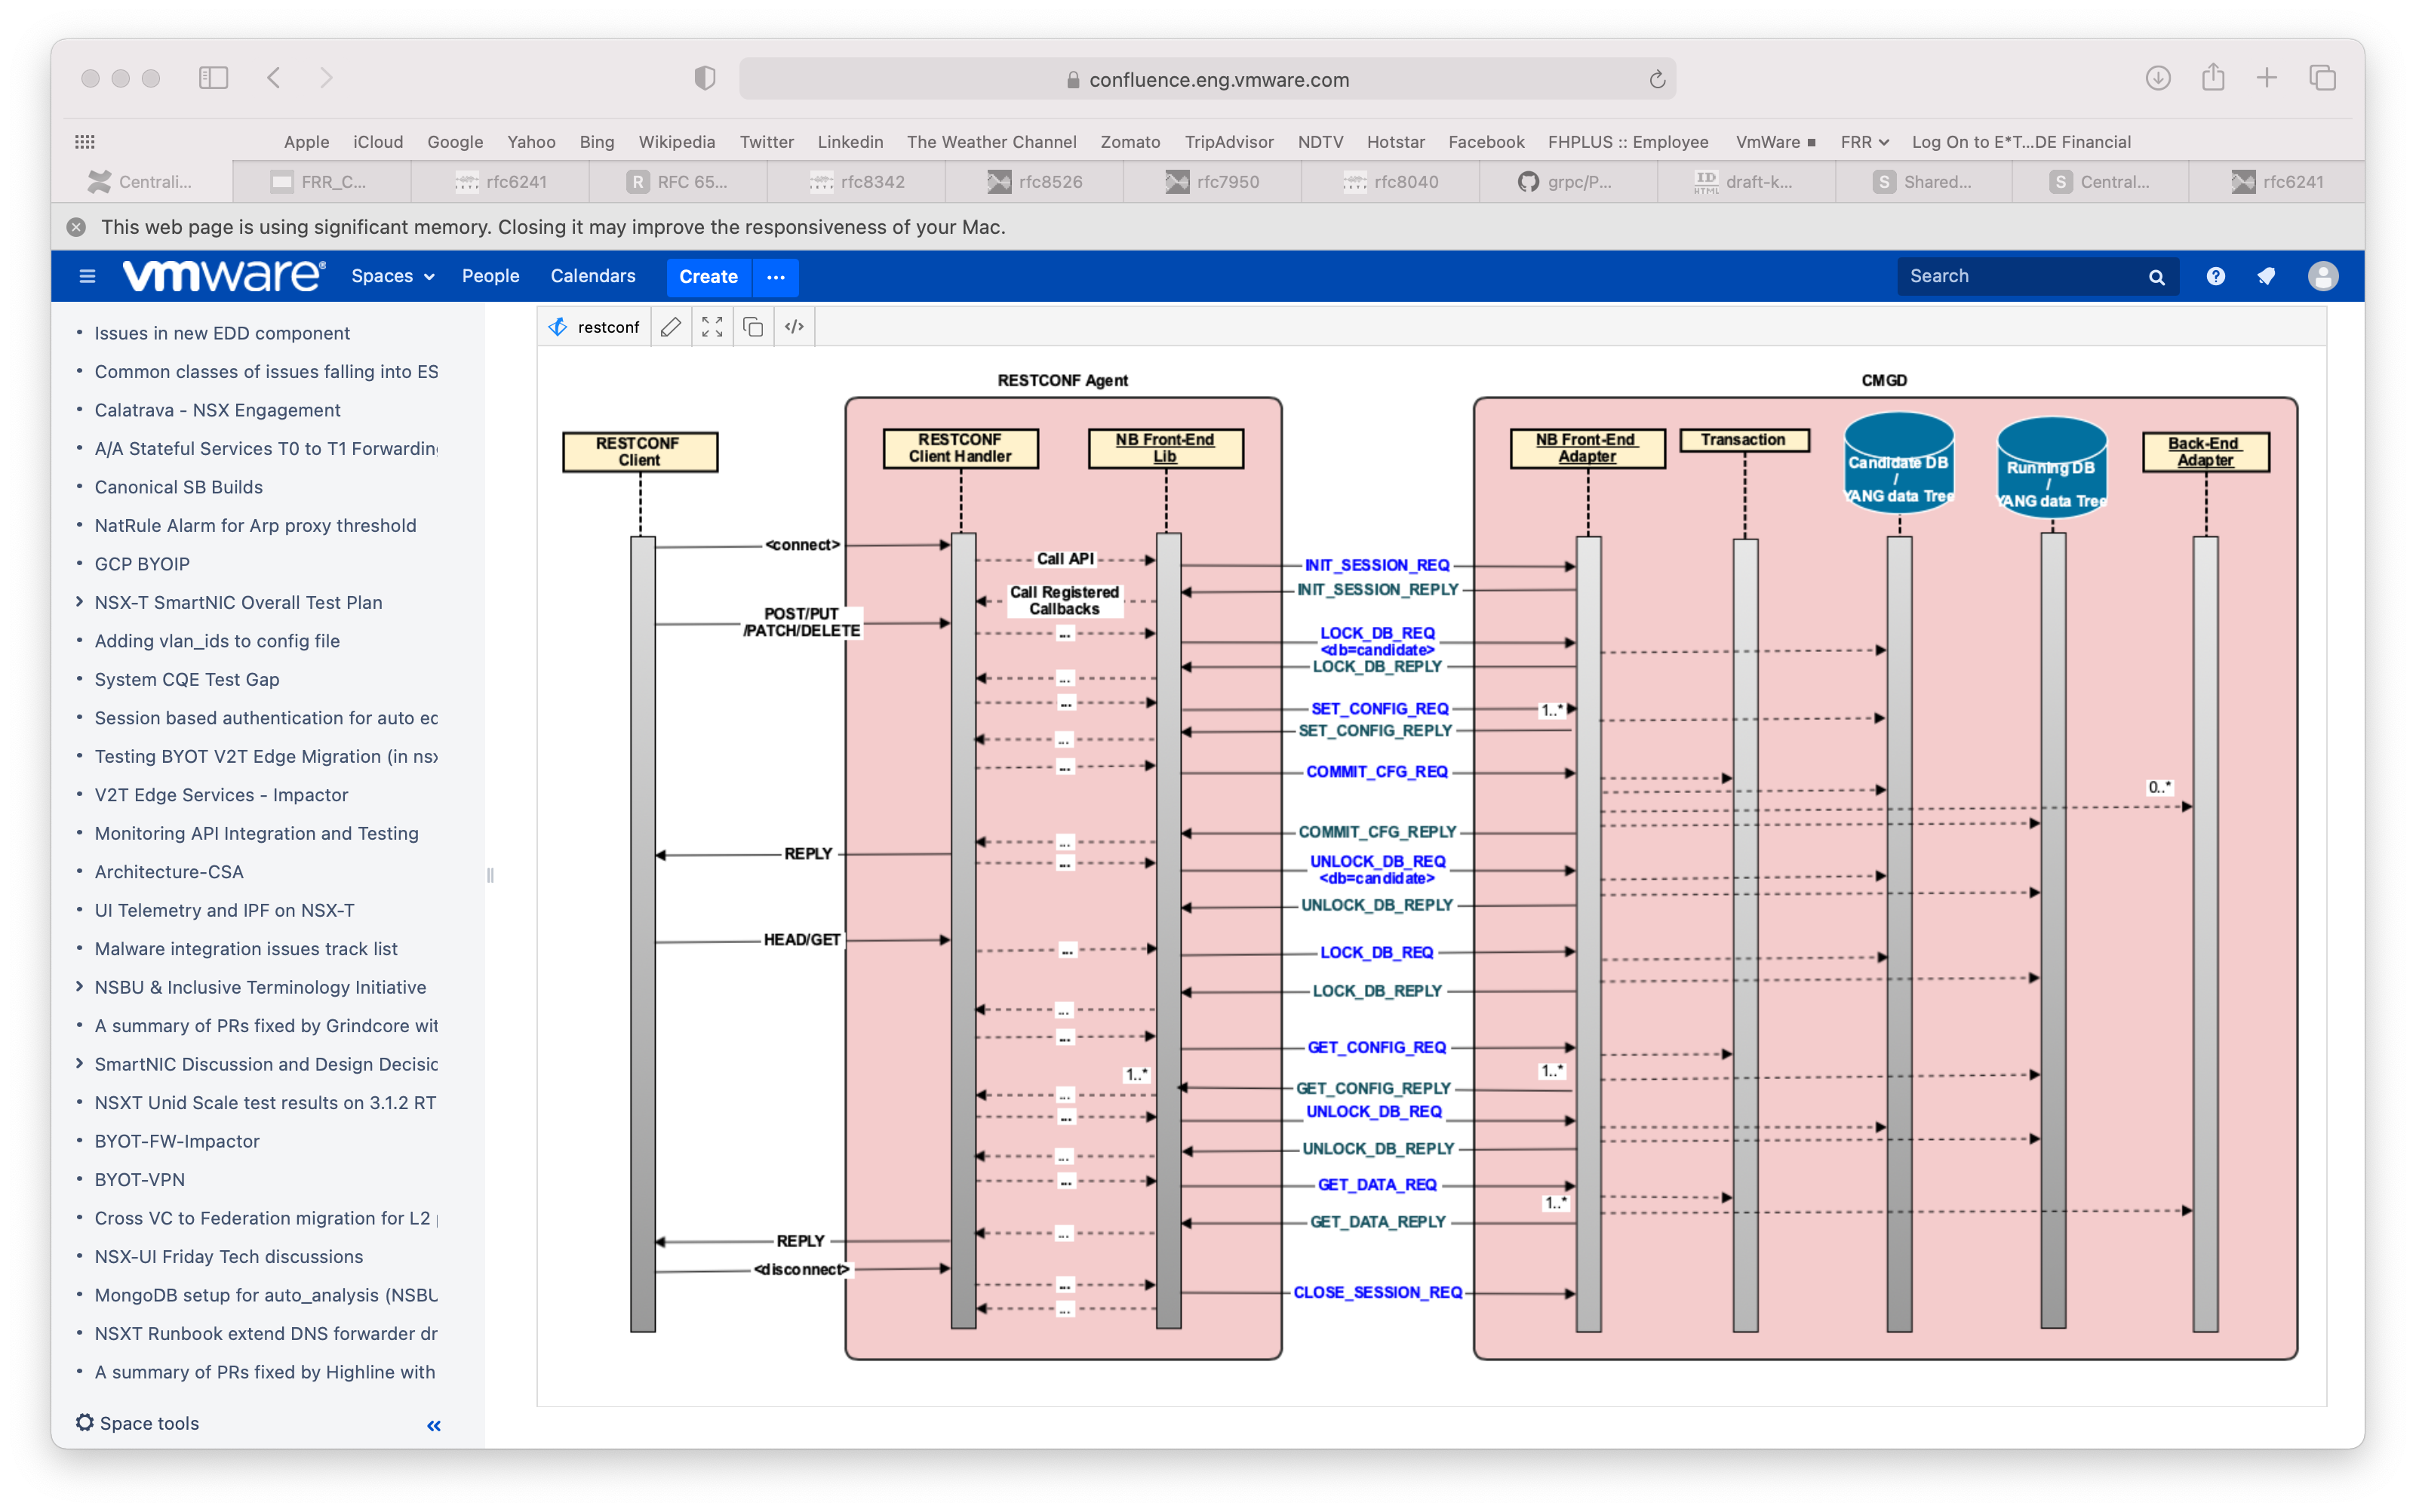 confluence.eng.vmware.com
Apple iCloud Google Yahoo Bing Wikipedia Twitter Linkedin The Weather Channel Zomato TripAdvisor NDTV Hotstar Facebook FHPLUS :: Employee VmWare FRR Log On to E*T...DE Financial
Centrali... FRR_C... rfc6241 RFC 65... rfc8342 rfc8526 rfc7950 rfc8040 grpc/P... draft-k... Shared... Central... rfc6241
This web page is using significant memory. Closing it may improve the responsiveness of your Mac.
vmware Spaces People Calendars Create ... Search
Issues in new EDD component
Common classes of issues falling into ES
Calatrava - NSX Engagement
A/A Stateful Services T0 to T1 Forwarding
Canonical SB Builds
NatRule Alarm for Arp proxy threshold
GCP BYOIP
NSX-T SmartNIC Overall Test Plan
Adding vlan_ids to config file
System CQE Test Gap
Session based authentication for auto ec
Testing BYOT V2T Edge Migration (in nsx
V2T Edge Services - Impactor
Monitoring API Integration and Testing
Architecture-CSA
UI Telemetry and IPF on NSX-T
Malware integration issues track list
NSBU & Inclusive Terminology Initiative
A summary of PRs fixed by Grindcore wit
SmartNIC Discussion and Design Decisic
NSXT Unid Scale test results on 3.1.2 RT
BYOT-FW-Impactor
BYOT-VPN
Cross VC to Federation migration for L2
NSX-UI Friday Tech discussions
MongoDB setup for auto_analysis (NSBU
NSXT Runbook extend DNS forwarder dr
A summary of PRs fixed by Highline with
Space tools
restconf
RESTCONF Agent
CMGD
RESTCONF
Client
RESTCONF
Client Handler
NB Front-End
Lib
NB Front-End
Adapter
Transaction
Candidate DB
/
YANG data Tree
Running DB
/
YANG data Tree
Back-End
Adapter
<connect>
Call API
INIT_SESSION_REQ
Call Registered
Callbacks
INIT_SESSION_REPLY
POST/PUT
/PATCH/DELETE
...
LOCK_DB_REQ
<db=candidate>
LOCK_DB_REPLY
...
...
SET_CONFIG_REQ
1..*
SET_CONFIG_REPLY
...
...
COMMIT_CFG_REQ
0..*
COMMIT_CFG_REPLY
...
REPLY
...
UNLOCK_DB_REQ
<db=candidate>
UNLOCK_DB_REPLY
HEAD/GET
...
LOCK_DB_REQ
LOCK_DB_REPLY
...
...
GET_CONFIG_REQ
1..*
1..*
GET_CONFIG_REPLY
...
...
UNLOCK_DB_REQ
UNLOCK_DB_REPLY
...
...
GET_DATA_REQ
1..*
GET_DATA_REPLY
...
REPLY
<disconnect>
...
CLOSE_SESSION_REQ
...